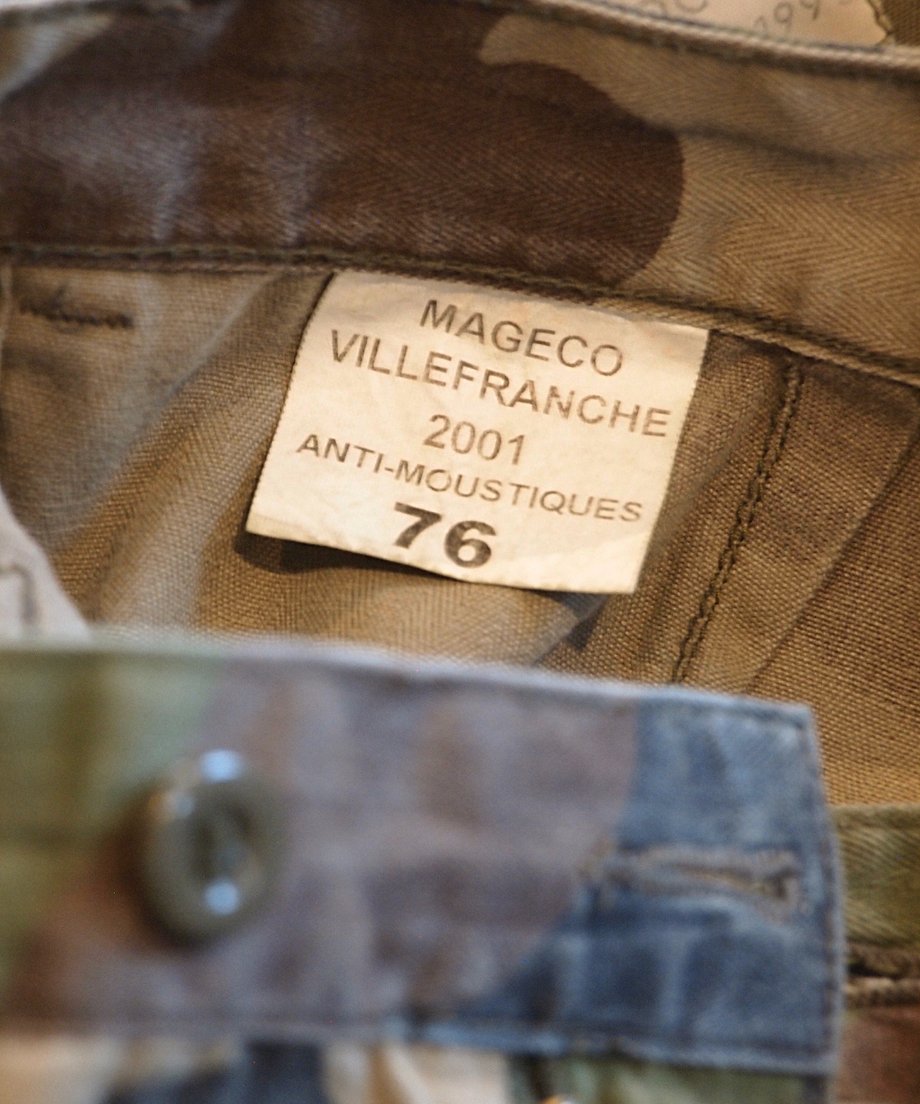 MAGECO
VILLEFRANCHE
2001
ANTI-MOUSTIQUES
76